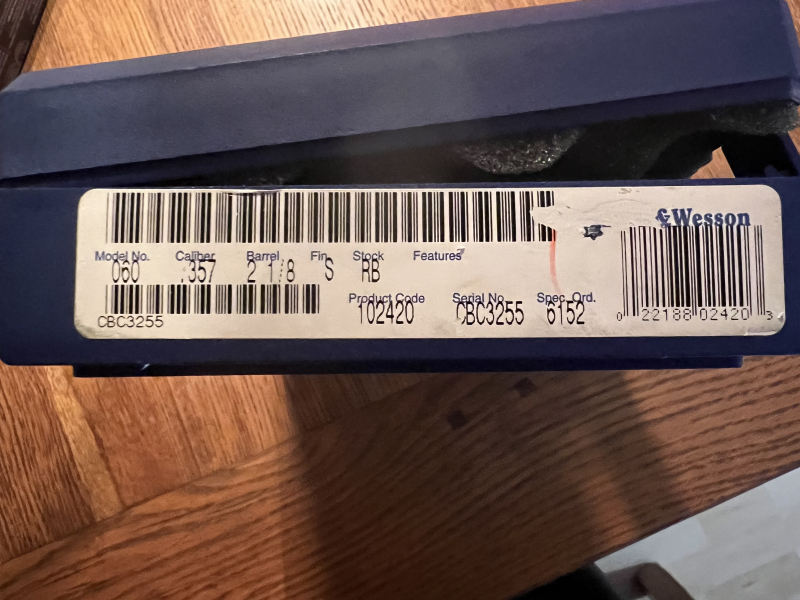 &Wesson
Model No. Caliber Barrel Fin. Stock Features
060 .357 2 1/8 S RB
Product Code Serial No. Spec. Ord.
CBC3255 102420 CBC3255 6152
0 22188 02420 3